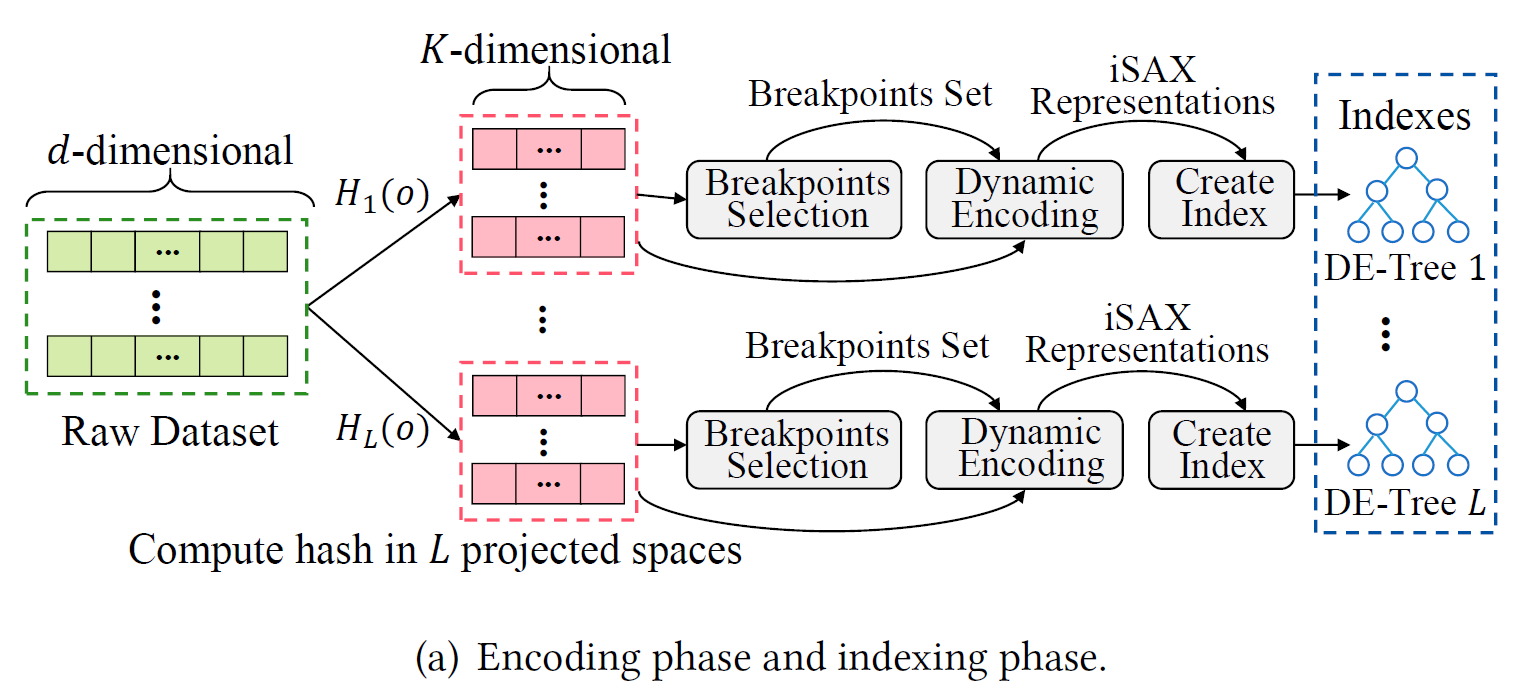 K-dimensional
d-dimensional
...
...
Raw Dataset
H₁(o)
H_L(o)
...
...
...
...
Compute hash in L projected spaces
Breakpoints Set
iSAX
Representations
Breakpoints
Selection
Dynamic
Encoding
Create
Index
Indexes
DE-Tree 1
Breakpoints Set
iSAX
Representations
Breakpoints
Selection
Dynamic
Encoding
Create
Index
DE-Tree L
(a) Encoding phase and indexing phase.